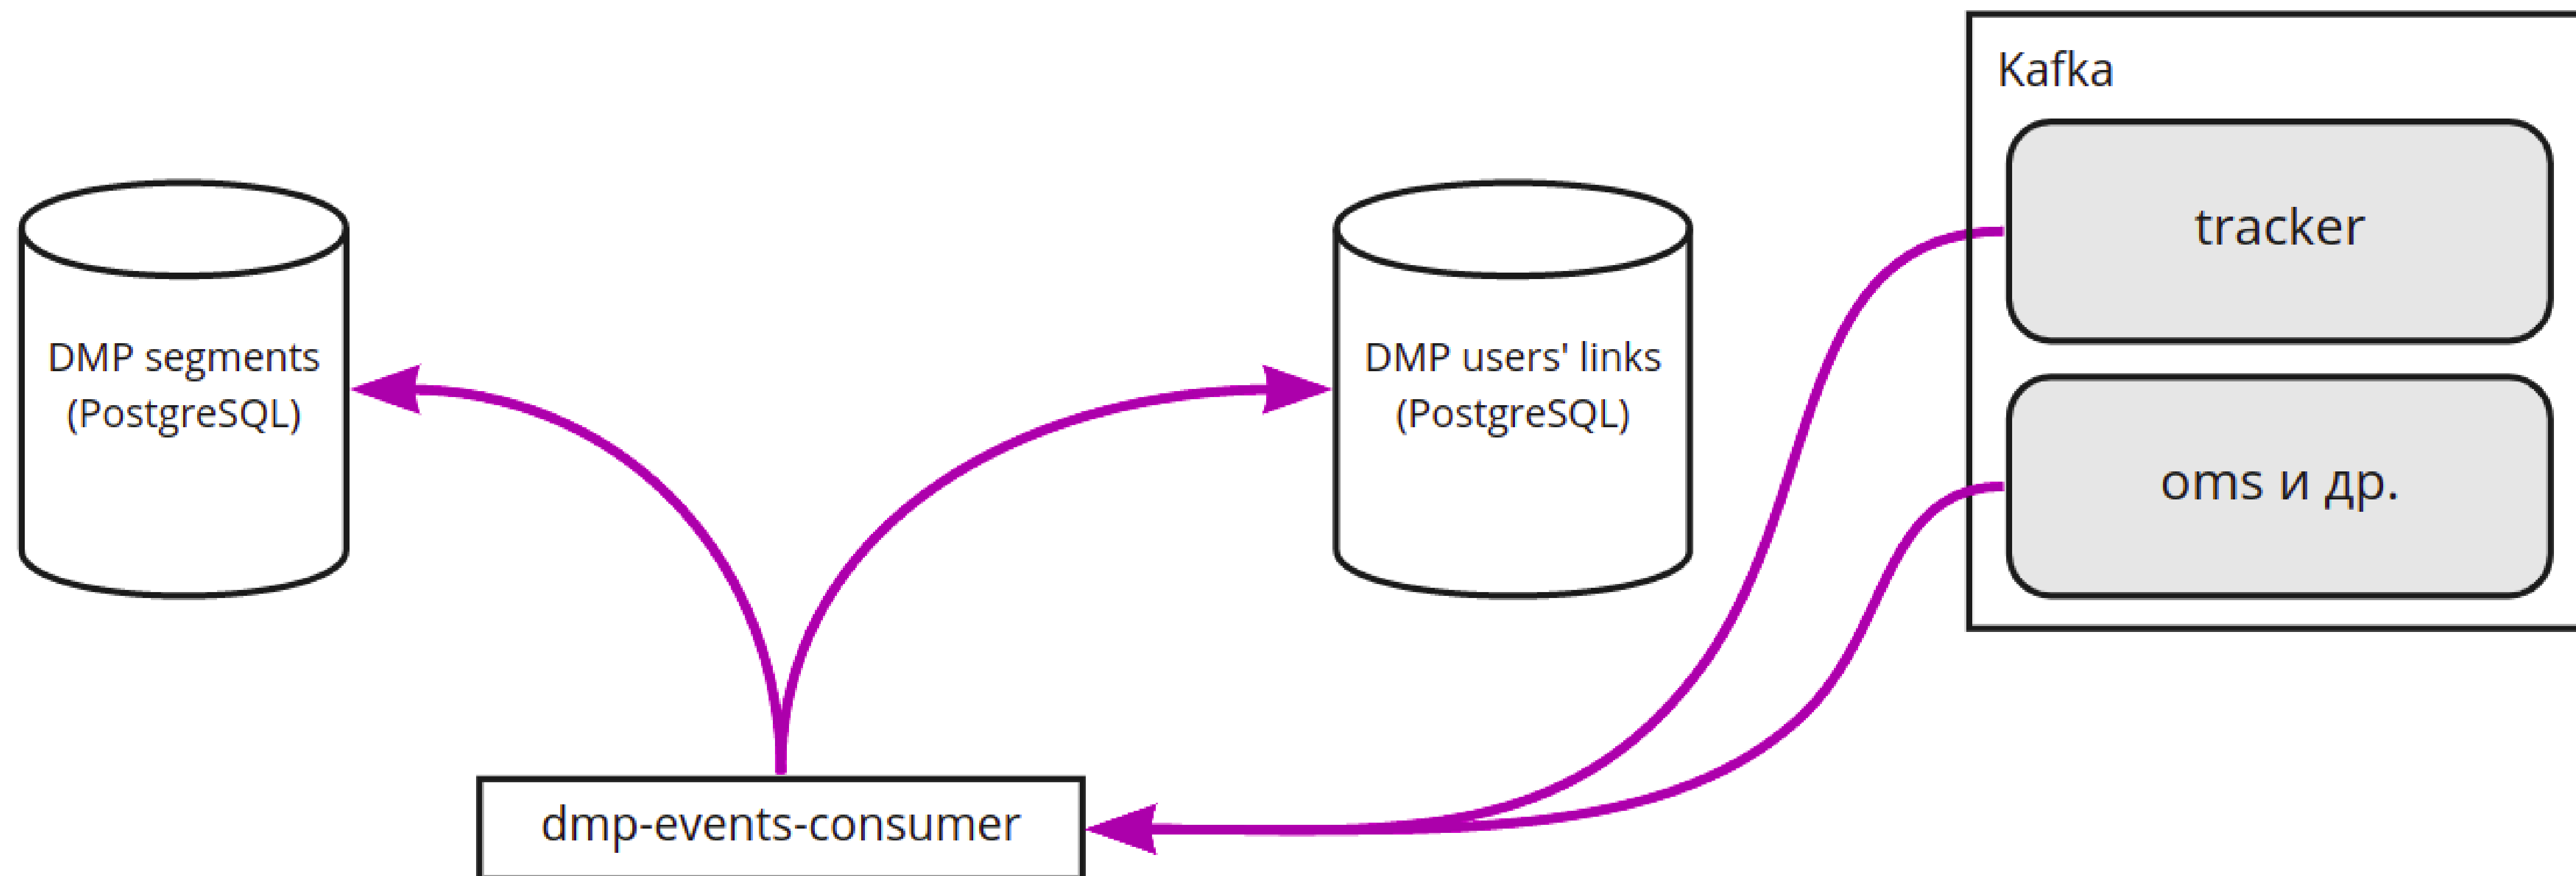 Kafka
tracker
oms и др.
DMP segments
(PostgreSQL)
DMP users' links
(PostgreSQL)
dmp-events-consumer